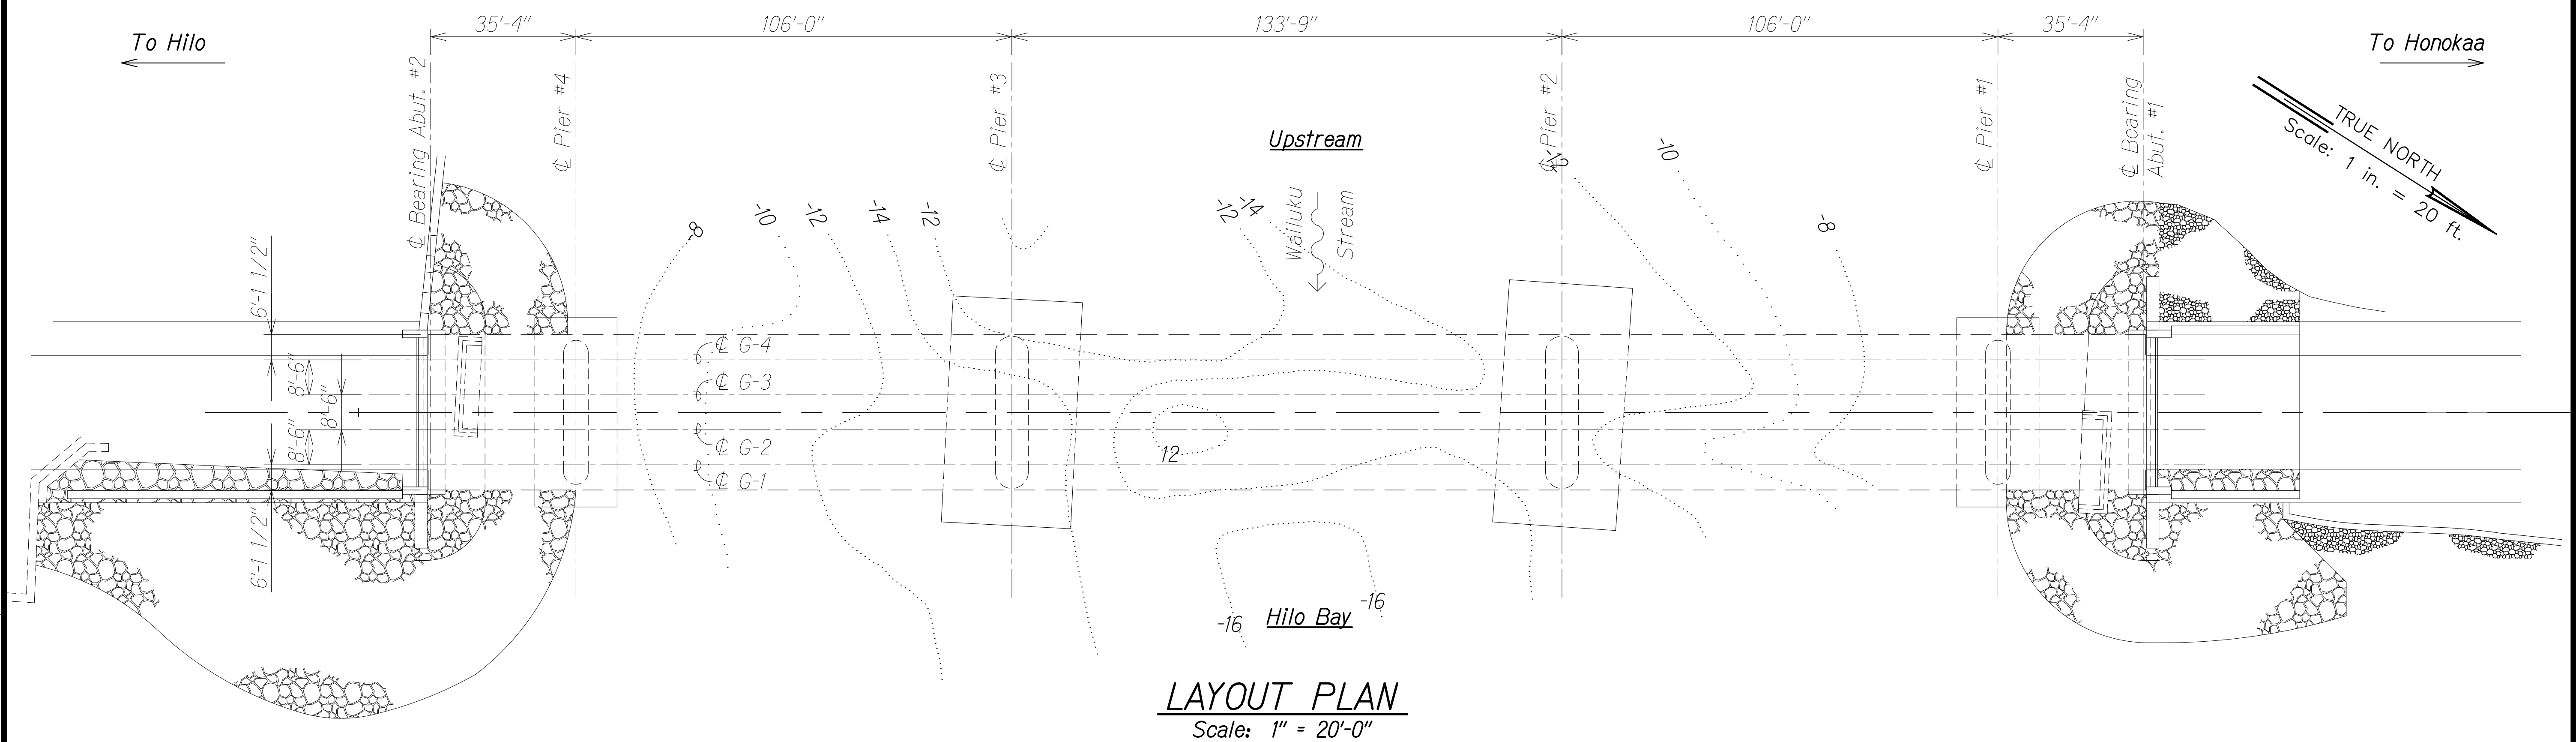 35'-4"
106'-0"
133'-9"
106'-0"
35'-4"
To Hilo
To Honokaa
℄ Bearing Abut. #2
℄ Pier #4
℄ Pier #3
℄ Pier #2
℄ Pier #1
℄ Bearing
Abut. #1
TRUE NORTH
Scale: 1 in. = 20 ft.
Upstream
Wailuku
Stream
-8
-10
-12
-14
-12
-12
-14
-12
-10
-8
6'-1 1/2"
8'-6"
8'-6"
8'-6"
6'-1 1/2"
℄ G-4
℄ G-3
℄ G-2
℄ G-1
12
-16
-16
Hilo Bay
LAYOUT PLAN
Scale: 1" = 20'-0"